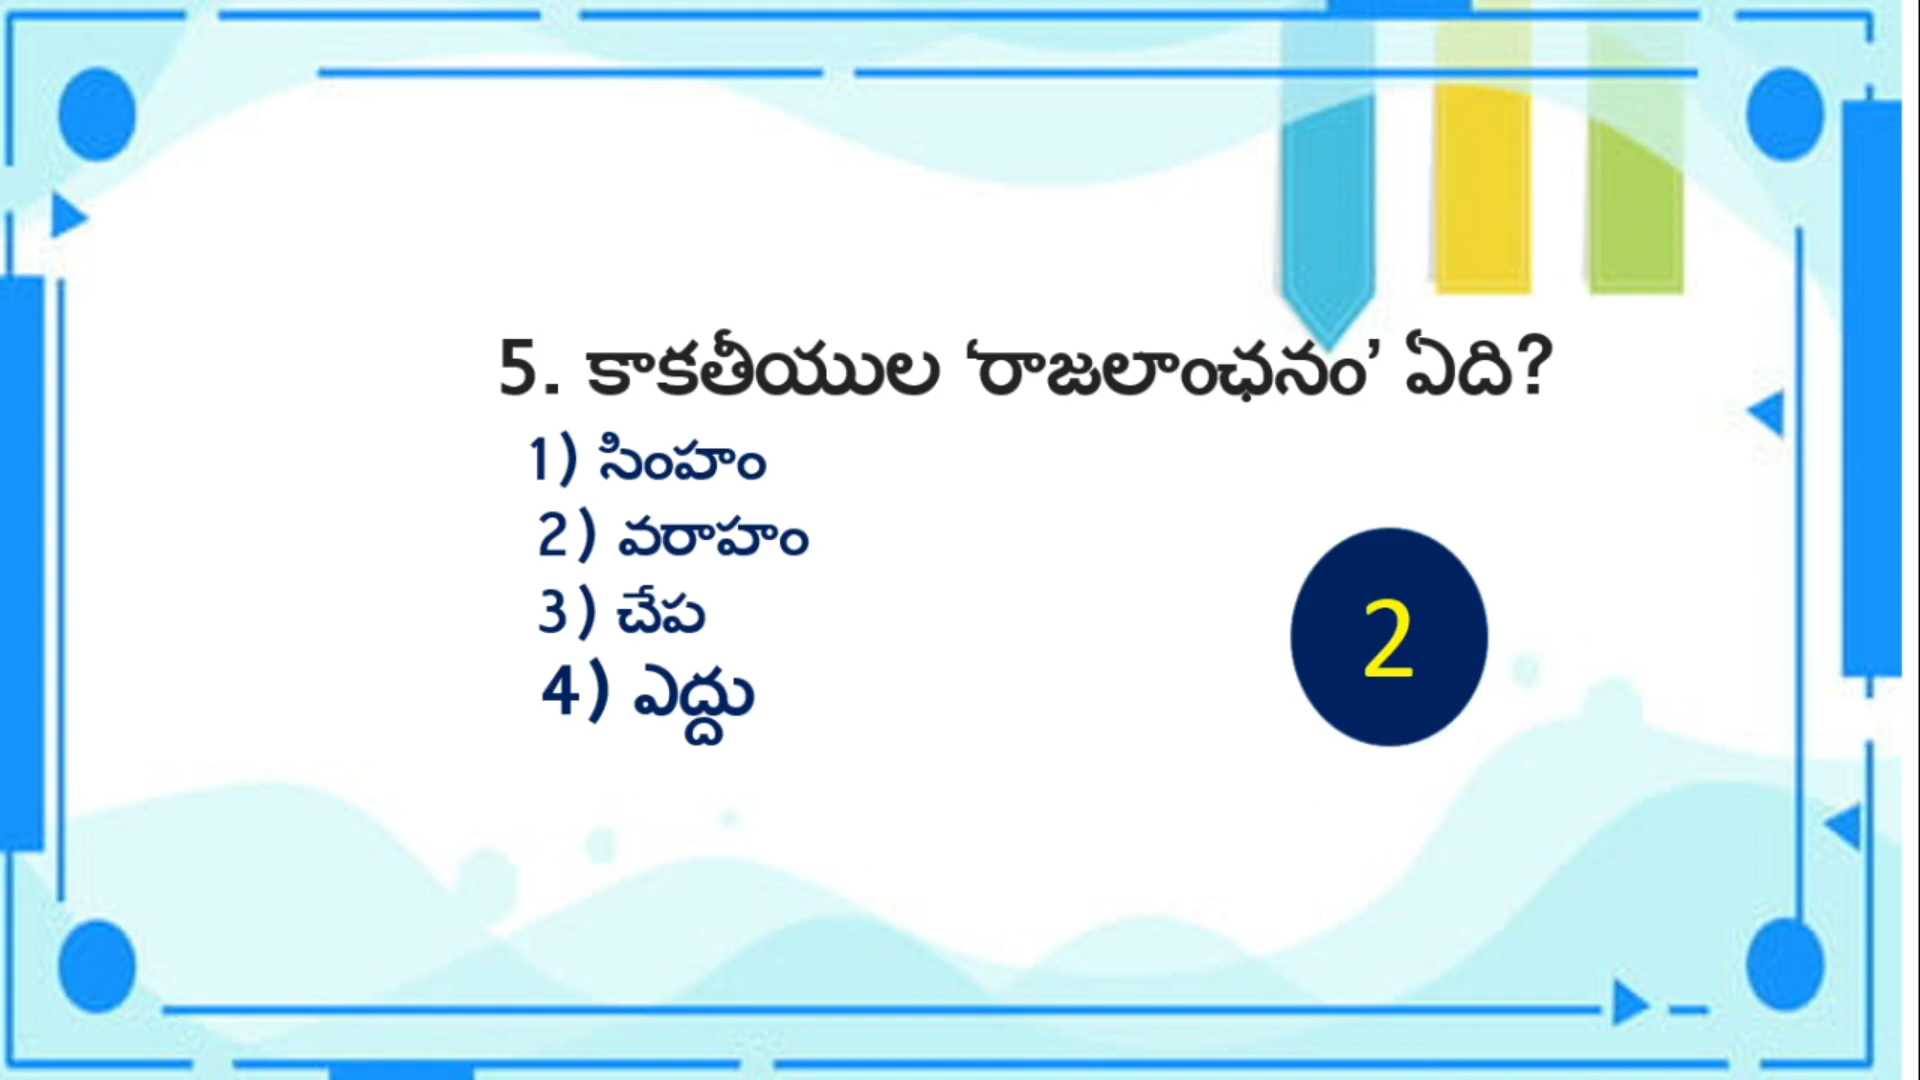 5. కాకతీయుల ‘రాజలాంఛనం’ ఏది?
1) సింహం
2) వరాహం
3) చేప
4) ఎద్దు
2